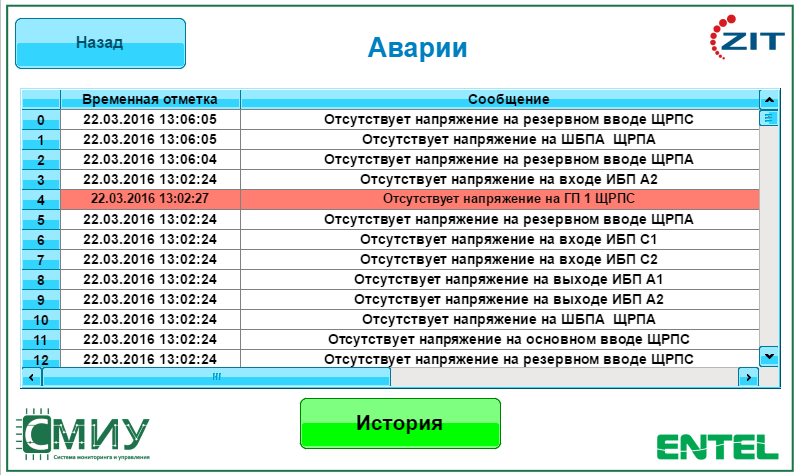 Назад
Аварии
ZIT
Временная отметка Сообщение
0 22.03.2016 13:06:05 Отсутствует напряжение на резервном вводе ЩРПС
1 22.03.2016 13:06:05 Отсутствует напряжение на ШБПА ЩРПА
2 22.03.2016 13:06:04 Отсутствует напряжение на резервном вводе ЩРПА
3 22.03.2016 13:02:24 Отсутствует напряжение на входе ИБП А2
4 22.03.2016 13:02:27 Отсутствует напряжение на ГП 1 ЩРПС
5 22.03.2016 13:02:24 Отсутствует напряжение на резервном вводе ЩРПА
6 22.03.2016 13:02:24 Отсутствует напряжение на входе ИБП С1
7 22.03.2016 13:02:24 Отсутствует напряжение на входе ИБП С2
8 22.03.2016 13:02:24 Отсутствует напряжение на выходе ИБП А1
9 22.03.2016 13:02:24 Отсутствует напряжение на выходе ИБП А2
10 22.03.2016 13:02:24 Отсутствует напряжение на ШБПА ЩРПА
11 22.03.2016 13:02:24 Отсутствует напряжение на основном вводе ЩРПС
12 22.03.2016 13:02:24 Отсутствует напряжение на резервном вводе ЩРПС
История
СМИУ
Система мониторинга и управления
ENTEL